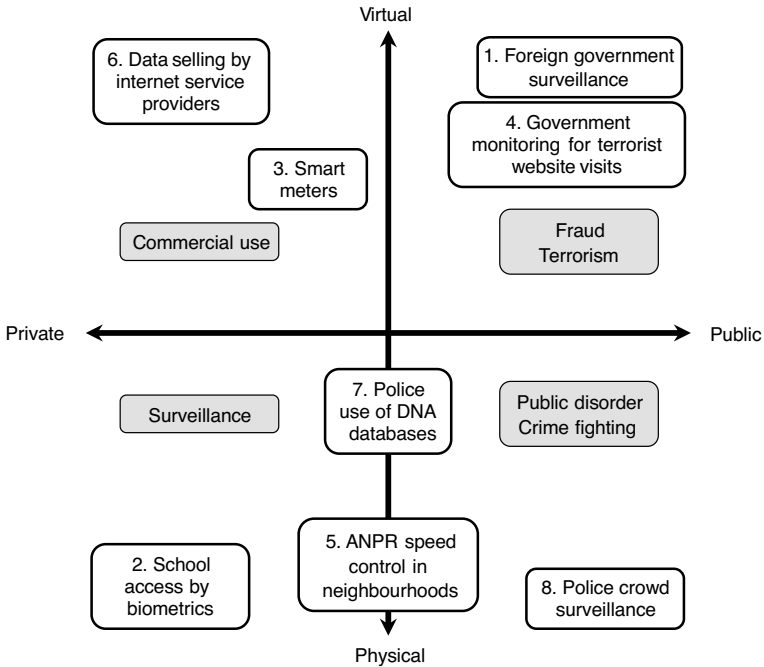 Virtual
6. Data selling by
internet service
providers
1. Foreign government
surveillance
4. Government
monitoring for terrorist
website visits
3. Smart
meters
Commercial use
Fraud
Terrorism
Private
Public
7. Police
use of DNA
databases
Surveillance
Public disorder
Crime fighting
2. School
access by
biometrics
5. ANPR speed
control in
neighbourhoods
8. Police crowd
surveillance
Physical